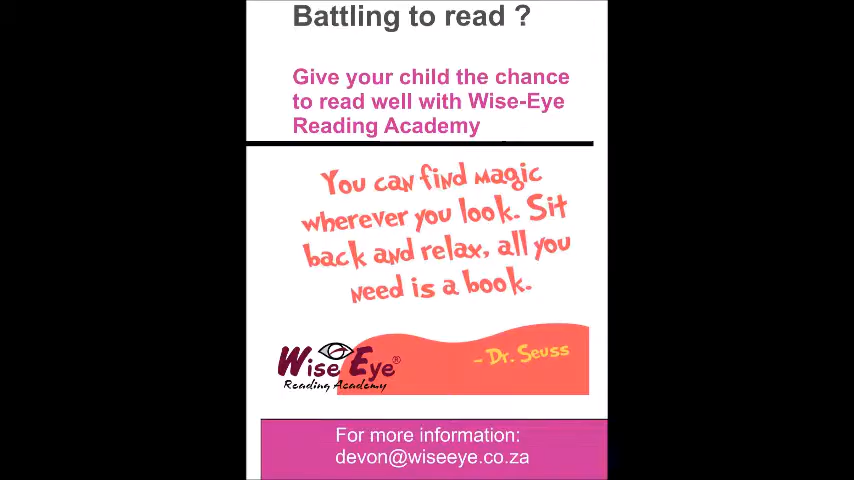 Battling to read ?
Give your child the chance
to read well with Wise-Eye
Reading Academy
You can find magic
wherever you look. Sit
back and relax, all you
need is a book.
- Dr. Seuss
Wise Eye®
Reading Academy
For more information:
devon@wiseeye.co.za